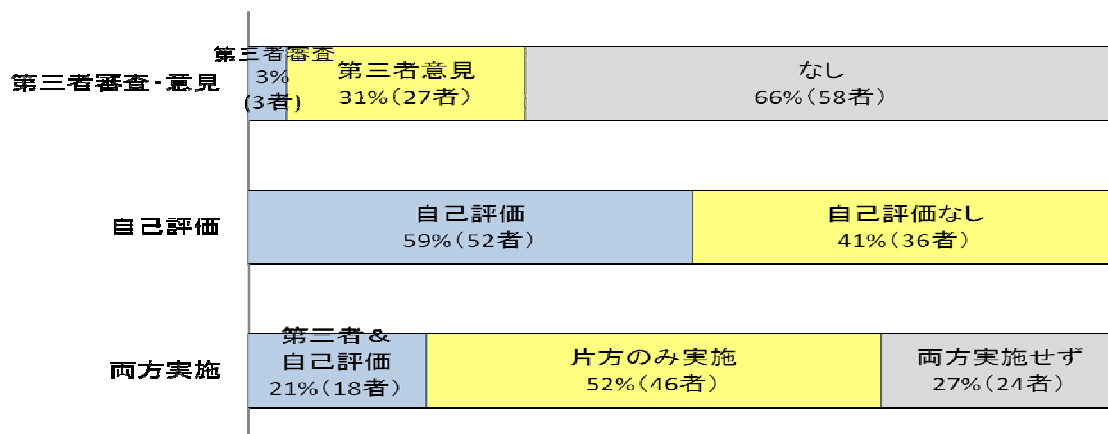 第三者審査・意見
第三者審査
3%
(3者)
第三者意見
31%(27者)
なし
66%(58者)
自己評価
自己評価
59%(52者)
自己評価なし
41%(36者)
両方実施
第三者&
自己評価
21%(18者)
片方のみ実施
52%(46者)
両方実施せず
27%(24者)